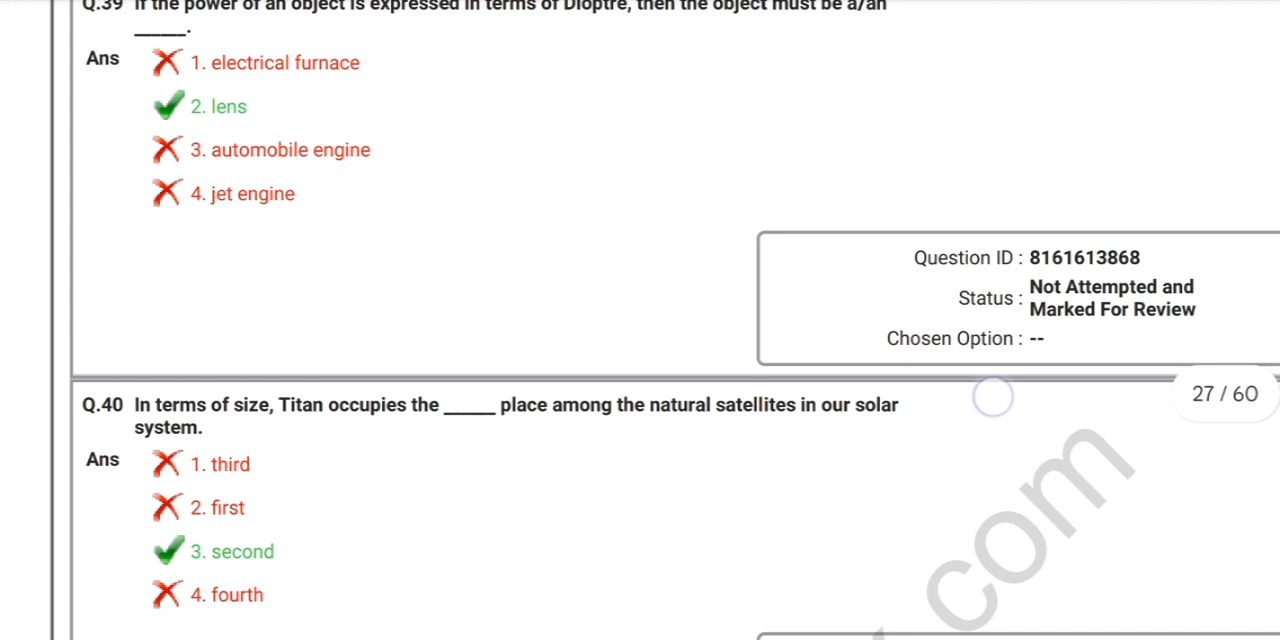 Q.39 If the power of an object is expressed in terms of Dioptre, then the object must be a/an
______.
Ans 1. electrical furnace
2. lens
3. automobile engine
4. jet engine
Question ID : 8161613868
Status : Not Attempted and
Marked For Review
Chosen Option : --
27 / 60
Q.40 In terms of size, Titan occupies the _____ place among the natural satellites in our solar
system.
Ans 1. third
2. first
3. second
4. fourth
com